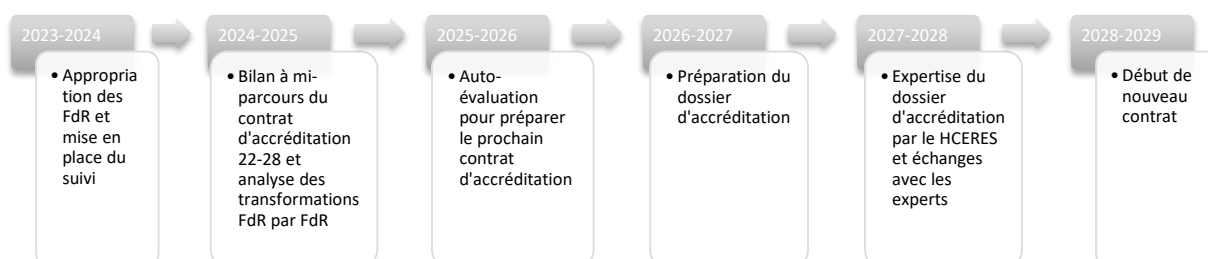 2023-2024
• Appropria
tion des
FdR et
mise en
place du
suivi
2024-2025
• Bilan à mi-
parcours du
contrat
d'accréditation
22-28 et
analyse des
transformations
FdR par FdR
2025-2026
• Auto-
évaluation
pour préparer
le prochain
contrat
d'accréditation
2026-2027
• Préparation du
dossier
d'accréditation
2027-2028
• Expertise du
dossier
d'accréditation
par le HCERES
et échanges
avec les
experts
2028-2029
• Début de
nouveau
contrat